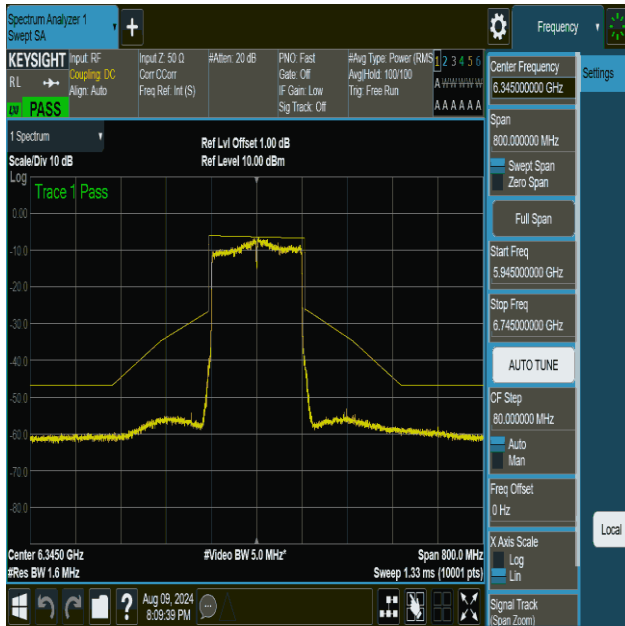 Spectrum Analyzer 1
Swept SA
+
Frequency
KEYSIGHT
RL
PASS
Input: RF
Coupling: DC
Align: Auto
Input Z: 50 Ω
Corr CCorr
Freq Ref: Int (S)
#Atten: 20 dB
PNO: Fast
Gate: Off
IF Gain: Low
Sig Track: Off
#Avg Type: Power (RMS
Avg|Hold: 100/100
Trig: Free Run
1 2 3 4 5 6
A W W W W W
A A A A A A
Center Frequency
6.345000000 GHz
Settings
Span
800.000000 MHz
Swept Span
Zero Span
Full Span
Start Freq
5.945000000 GHz
Stop Freq
6.745000000 GHz
AUTO TUNE
CF Step
80.000000 MHz
Auto
Man
Freq Offset
0 Hz
X Axis Scale
Log
Lin
Signal Track
(Span Zoom)
Local
1 Spectrum
Scale/Div 10 dB
Log
Ref Lvl Offset 1.00 dB
Ref Level 10.00 dBm
Trace 1 Pass
0.00
-10.0
-20.0
-30.0
-40.0
-50.0
-60.0
-70.0
-80.0
Center 6.3450 GHz
#Res BW 1.6 MHz
#Video BW 5.0 MHz*
Span 800.0 MHz
Sweep 1.33 ms (10001 pts)
?
Aug 09, 2024
8:09:39 PM